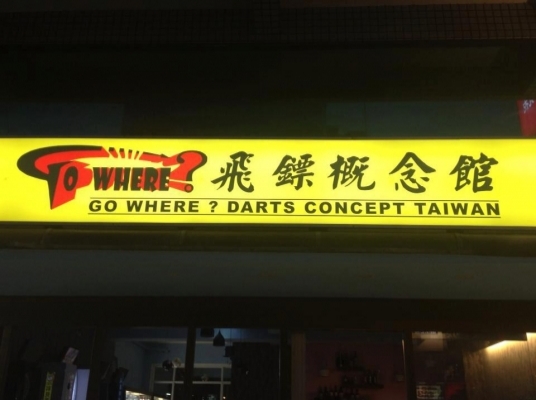 GO WHERE? 飛鏢概念館
GO WHERE ? DARTS CONCEPT TAIWAN